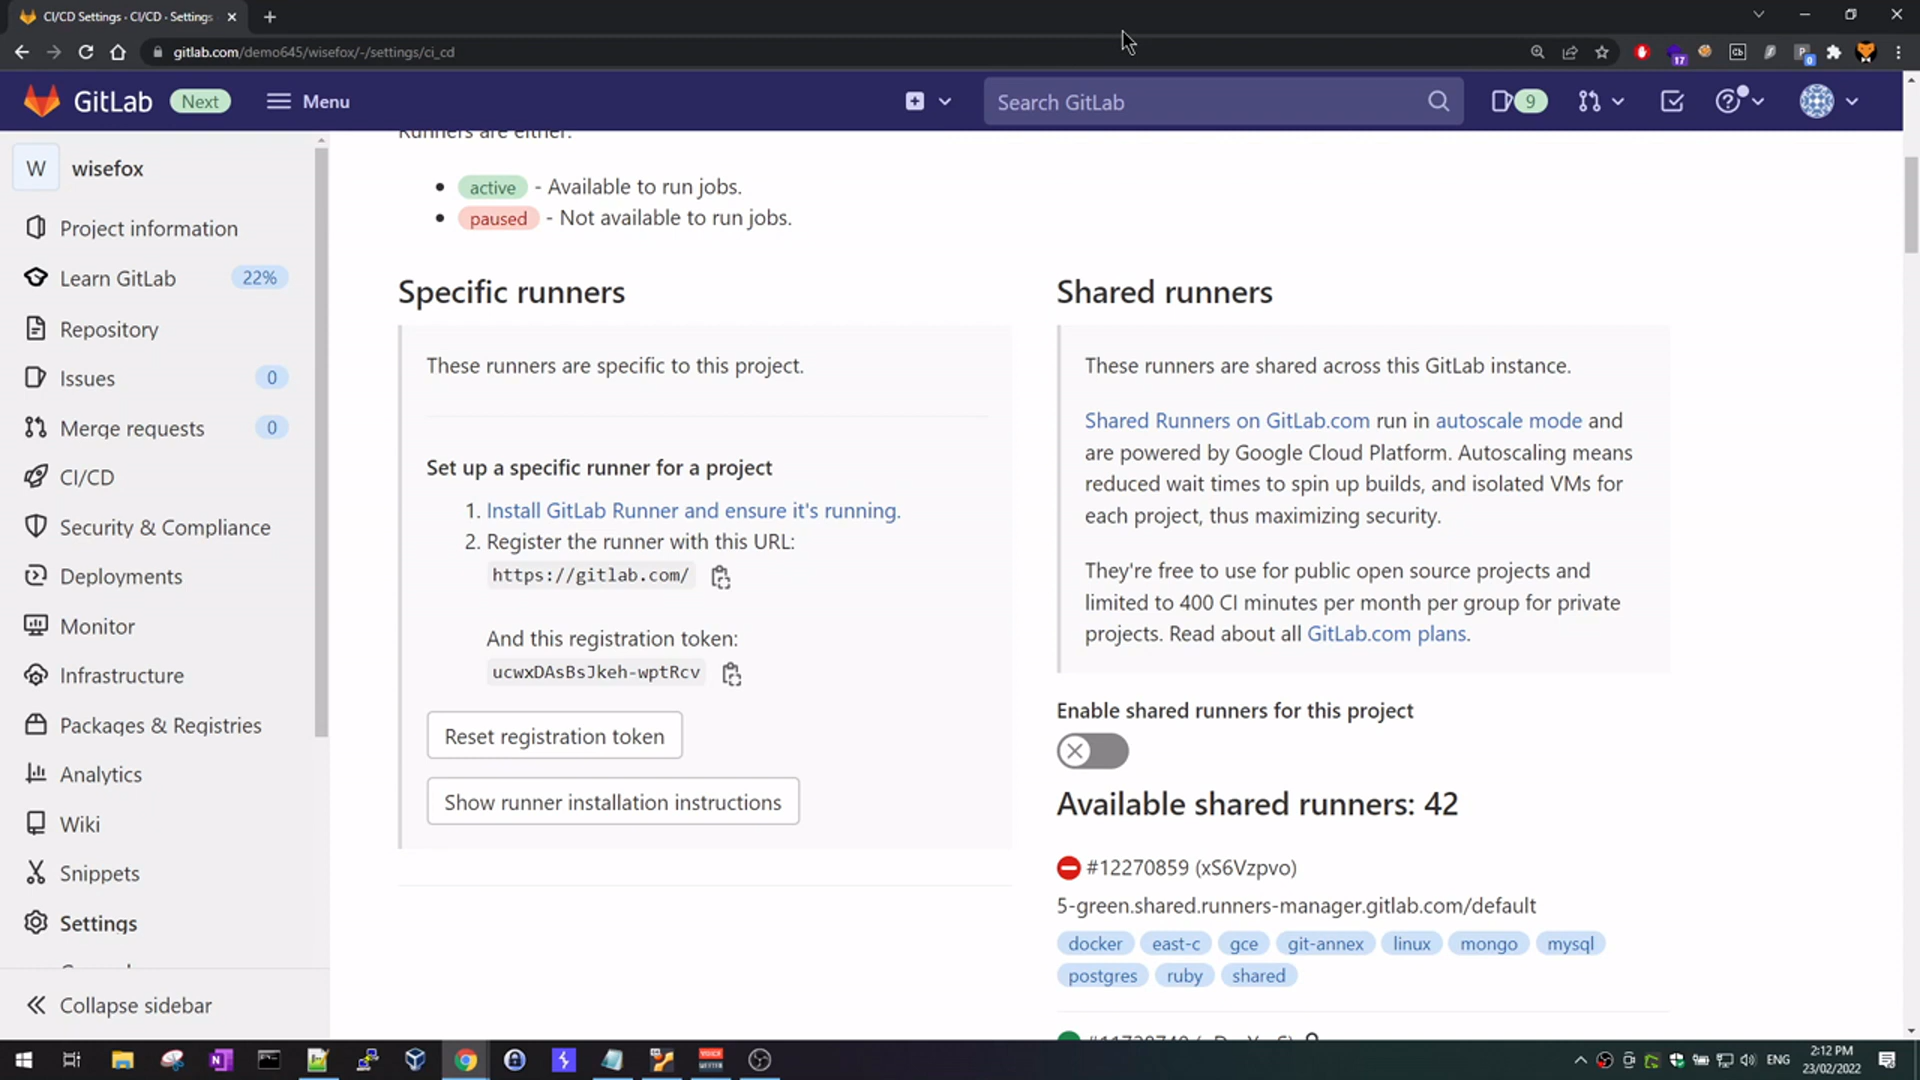 CI/CD Settings · CI/CD · Settings
gitlab.com/demo645/wisefox/-/settings/ci_cd
17
0
GitLab
Next
Menu
Search GitLab
9
W
wisefox
Project information
Learn GitLab
22%
Repository
Issues
0
Merge requests
0
CI/CD
Security & Compliance
Deployments
Monitor
Infrastructure
Packages & Registries
Analytics
Wiki
Snippets
Settings
Collapse sidebar
Runners are either:
active - Available to run jobs.
paused - Not available to run jobs.
Specific runners
These runners are specific to this project.
Set up a specific runner for a project
1. Install GitLab Runner and ensure it's running.
2. Register the runner with this URL:
https://gitlab.com/
And this registration token:
ucwxDAsBsJkeh-wptRcv
Reset registration token
Show runner installation instructions
Shared runners
These runners are shared across this GitLab instance.
Shared Runners on GitLab.com run in autoscale mode and
are powered by Google Cloud Platform. Autoscaling means
reduced wait times to spin up builds, and isolated VMs for
each project, thus maximizing security.
They're free to use for public open source projects and
limited to 400 CI minutes per month per group for private
projects. Read about all GitLab.com plans.
Enable shared runners for this project
Available shared runners: 42
#12270859 (xS6Vzpvo)
5-green.shared.runners-manager.gitlab.com/default
docker east-c gce git-annex linux mongo mysql
postgres ruby shared
ENG
2:12 PM
23/02/2022